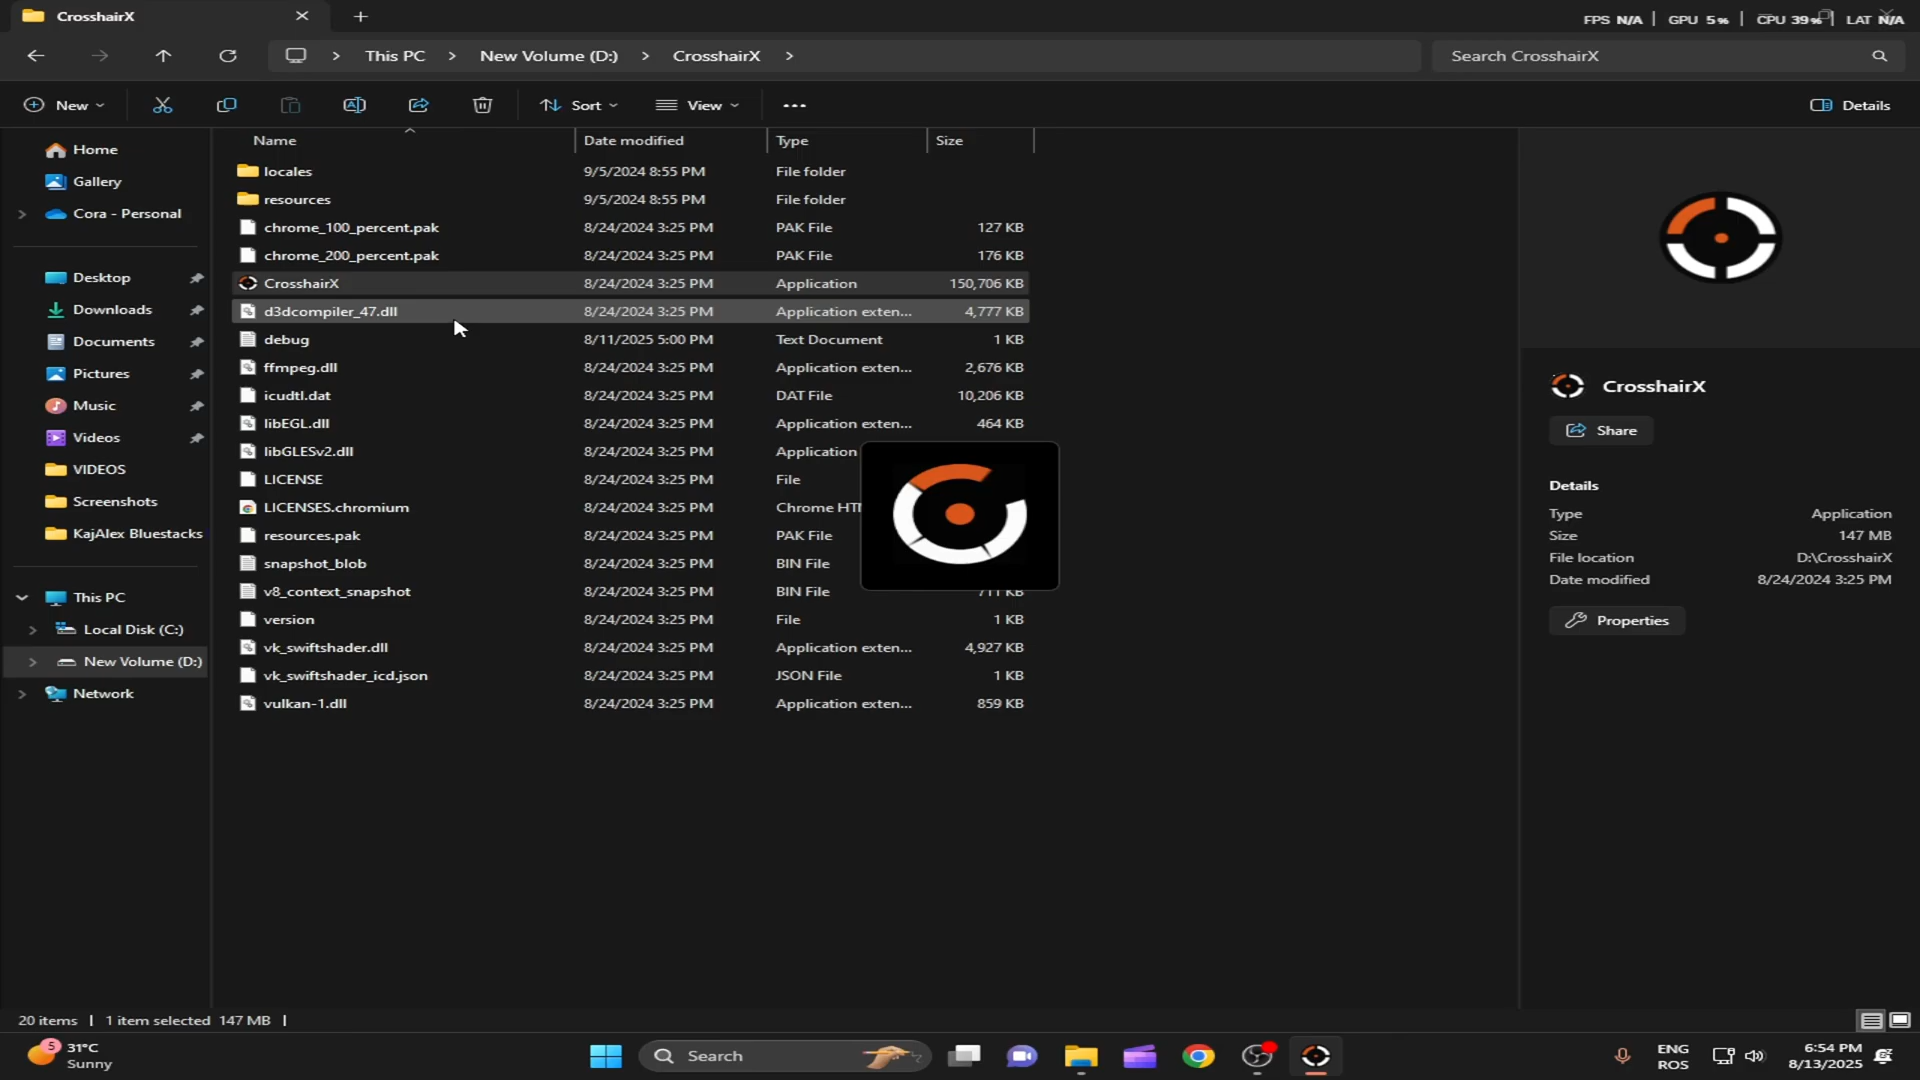 CrosshairX
FPS N/A | GPU 5% | CPU 39% | LAT N/A
This PC > New Volume (D:) > CrosshairX >
Search CrosshairX
New
Sort
View
Details
Home
Gallery
Cora - Personal
Desktop
Downloads
Documents
Pictures
Music
Videos
VIDEOS
Screenshots
KajAlex Bluestacks
This PC
Local Disk (C:)
New Volume (D:)
Network
Name Date modified Type Size
locales 9/5/2024 8:55 PM File folder
resources 9/5/2024 8:55 PM File folder
chrome_100_percent.pak 8/24/2024 3:25 PM PAK File 127 KB
chrome_200_percent.pak 8/24/2024 3:25 PM PAK File 176 KB
CrosshairX 8/24/2024 3:25 PM Application 150,706 KB
d3dcompiler_47.dll 8/24/2024 3:25 PM Application exten... 4,777 KB
debug 8/11/2025 5:00 PM Text Document 1 KB
ffmpeg.dll 8/24/2024 3:25 PM Application exten... 2,676 KB
icudtl.dat 8/24/2024 3:25 PM DAT File 10,206 KB
libEGL.dll 8/24/2024 3:25 PM Application exten... 464 KB
libGLESv2.dll 8/24/2024 3:25 PM Application
LICENSE 8/24/2024 3:25 PM File
LICENSES.chromium 8/24/2024 3:25 PM Chrome HT
resources.pak 8/24/2024 3:25 PM PAK File
snapshot_blob 8/24/2024 3:25 PM BIN File
v8_context_snapshot 8/24/2024 3:25 PM BIN File 711 KB
version 8/24/2024 3:25 PM File 1 KB
vk_swiftshader.dll 8/24/2024 3:25 PM Application exten... 4,927 KB
vk_swiftshader_icd.json 8/24/2024 3:25 PM JSON File 1 KB
vulkan-1.dll 8/24/2024 3:25 PM Application exten... 859 KB
CrosshairX
Share
Details
Type Application
Size 147 MB
File location D:\CrosshairX
Date modified 8/24/2024 3:25 PM
Properties
20 items | 1 item selected 147 MB |
5
31°C
Sunny
Search
ENG
ROS
6:54 PM
8/13/2025